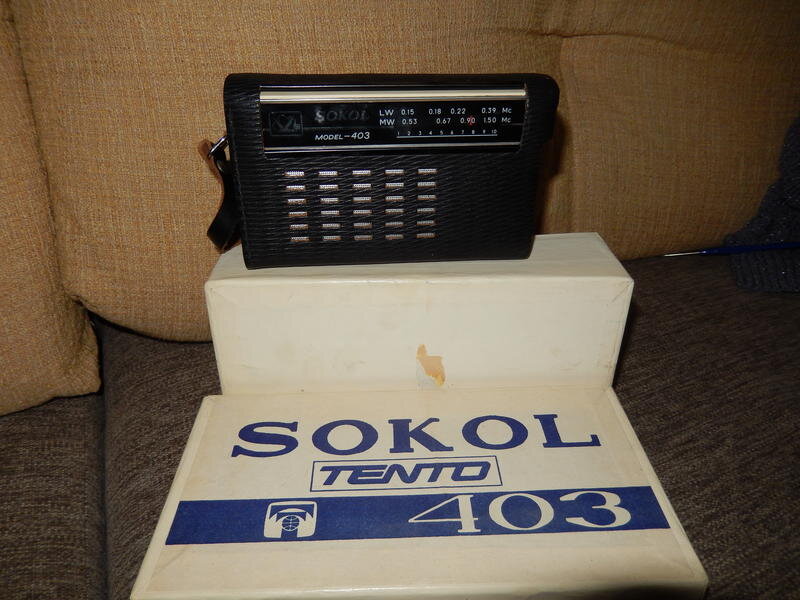 SOKOL
LW 0.15 0.18 0.22 0.39 Mc
MW 0.53 0.67 0.90 1.50 Mc
MODEL-403
1 2 3 4 5 6 7 8 9 10
SOKOL
TENTO
403